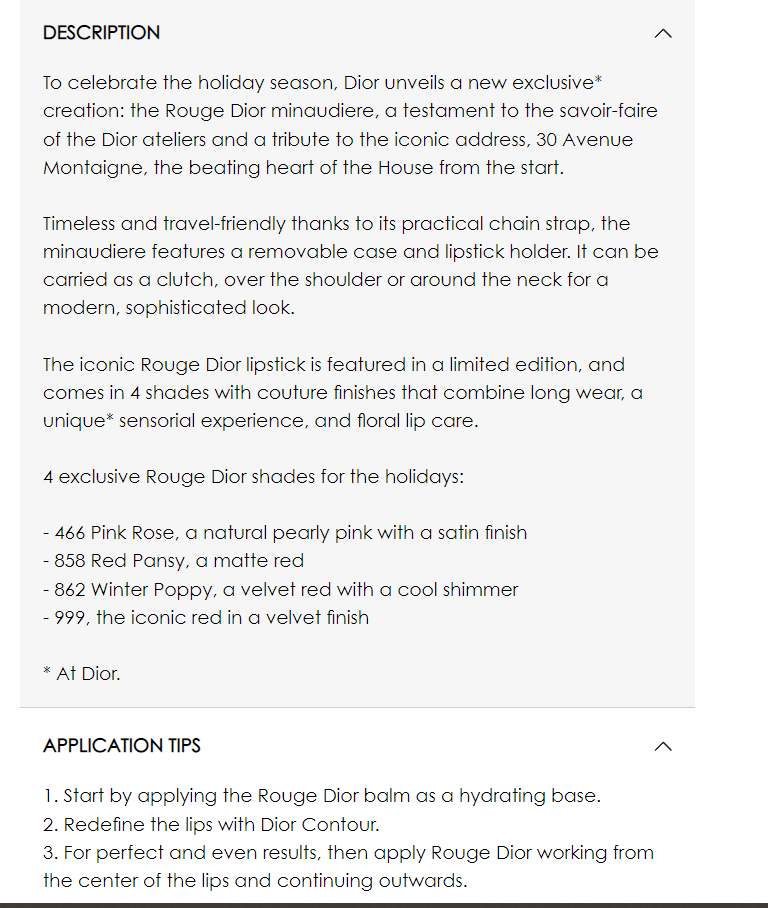 DESCRIPTION
To celebrate the holiday season, Dior unveils a new exclusive*
creation: the Rouge Dior minaudiere, a testament to the savoir-faire
of the Dior ateliers and a tribute to the iconic address, 30 Avenue
Montaigne, the beating heart of the House from the start.
Timeless and travel-friendly thanks to its practical chain strap, the
minaudiere features a removable case and lipstick holder. It can be
carried as a clutch, over the shoulder or around the neck for a
modern, sophisticated look.
The iconic Rouge Dior lipstick is featured in a limited edition, and
comes in 4 shades with couture finishes that combine long wear, a
unique* sensorial experience, and floral lip care.
4 exclusive Rouge Dior shades for the holidays:
- 466 Pink Rose, a natural pearly pink with a satin finish
- 858 Red Pansy, a matte red
- 862 Winter Poppy, a velvet red with a cool shimmer
- 999, the iconic red in a velvet finish
* At Dior.
APPLICATION TIPS
1. Start by applying the Rouge Dior balm as a hydrating base.
2. Redefine the lips with Dior Contour.
3. For perfect and even results, then apply Rouge Dior working from
the center of the lips and continuing outwards.